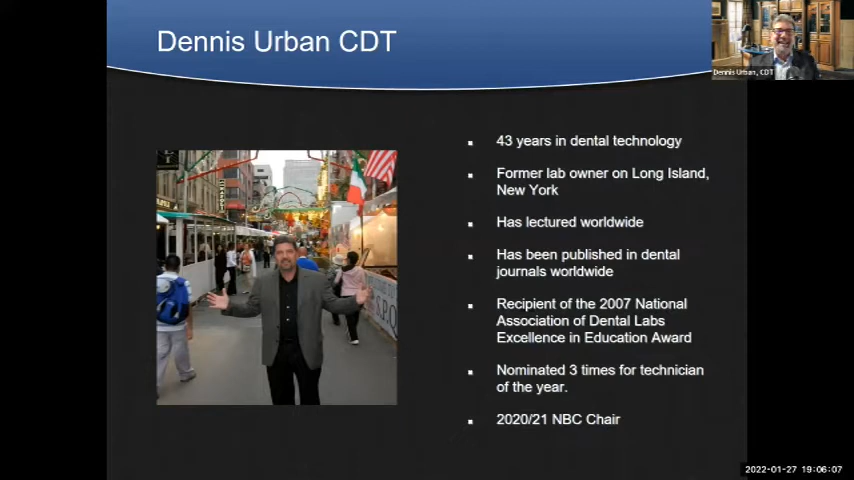 Dennis Urban CDT
Dennis Urban, CDT
▪ 43 years in dental technology
▪ Former lab owner on Long Island,
New York
▪ Has lectured worldwide
▪ Has been published in dental
journals worldwide
▪ Recipient of the 2007 National
Association of Dental Labs
Excellence in Education Award
▪ Nominated 3 times for technician
of the year.
▪ 2020/21 NBC Chair
S.P.Q
2022-01-27 19:06:07